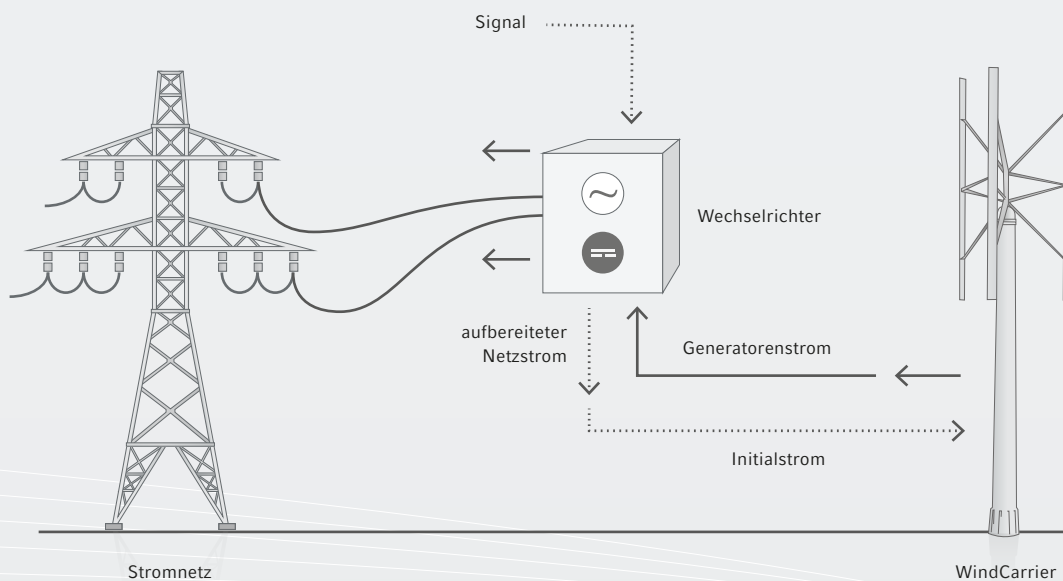 Signal
Wechselrichter
aufbereiteter
Netzstrom
Generatorenstrom
Initialstrom
Stromnetz
WindCarrier